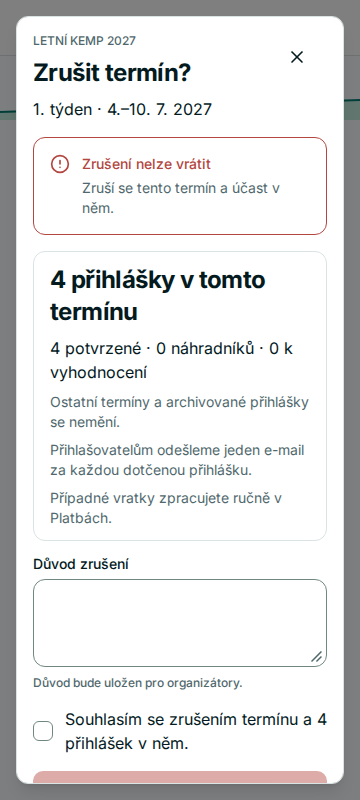 LETNÍ KEMP 2027
Zrušit termín?
1. týden · 4.–10. 7. 2027
Zrušení nelze vrátit
Zruší se tento termín a účast v
něm.
4 přihlášky v tomto
termínu
4 potvrzené · 0 náhradníků · 0 k
vyhodnocení
Ostatní termíny a archivované přihlášky
se nemění.
Přihlašovatelům odešleme jeden e-mail
za každou dotčenou přihlášku.
Případné vratky zpracujete ručně v
Platbách.
Důvod zrušení
Důvod bude uložen pro organizátory.
Souhlasím se zrušením termínu a 4
přihlášek v něm.